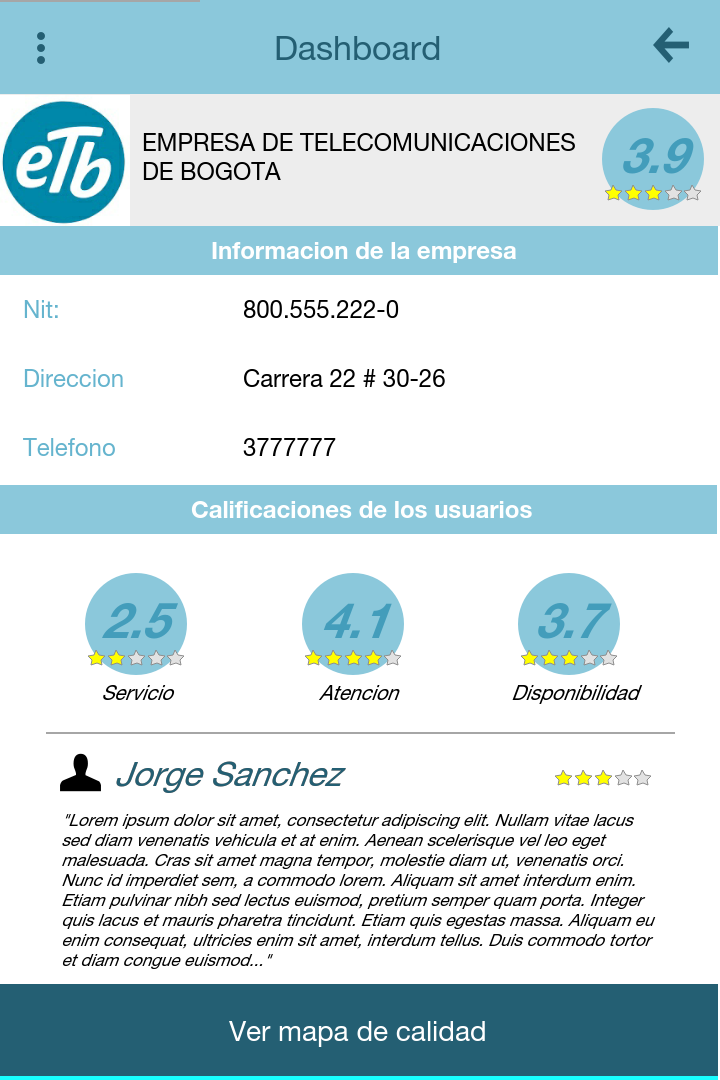 Dashboard
eTb
EMPRESA DE TELECOMUNICACIONES
DE BOGOTA
3.9
Informacion de la empresa
Nit: 800.555.222-0
Direccion Carrera 22 # 30-26
Telefono 3777777
Calificaciones de los usuarios
2.5 4.1 3.7
Servicio Atencion Disponibilidad
Jorge Sanchez
"Lorem ipsum dolor sit amet, consectetur adipiscing elit. Nullam vitae lacus
sed diam venenatis vehicula et at enim. Aenean scelerisque vel leo eget
malesuada. Cras sit amet magna tempor, molestie diam ut, venenatis orci.
Nunc id imperdiet sem, a commodo lorem. Aliquam sit amet interdum enim.
Etiam pulvinar nibh sed lectus euismod, pretium semper quam porta. Integer
quis lacus et mauris pharetra tincidunt. Etiam quis egestas massa. Aliquam eu
enim consequat, ultricies enim sit amet, interdum tellus. Duis commodo tortor
et diam congue euismod..."
Ver mapa de calidad